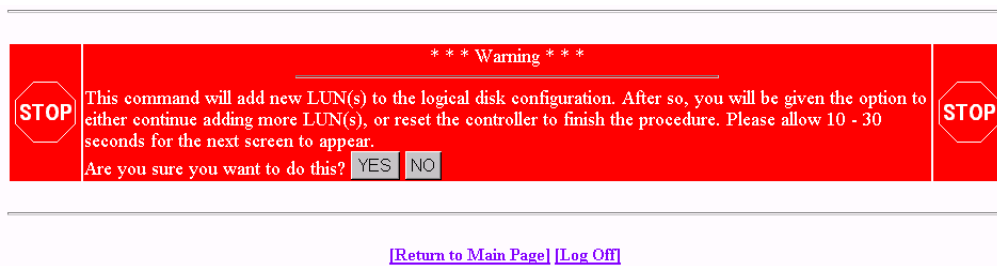 * * * Warning * * *
STOP
This command will add new LUN(s) to the logical disk configuration. After so, you will be given the option to
either continue adding more LUN(s), or reset the controller to finish the procedure. Please allow 10 - 30
seconds for the next screen to appear.
Are you sure you want to do this? YES NO
STOP
[Return to Main Page] [Log Off]